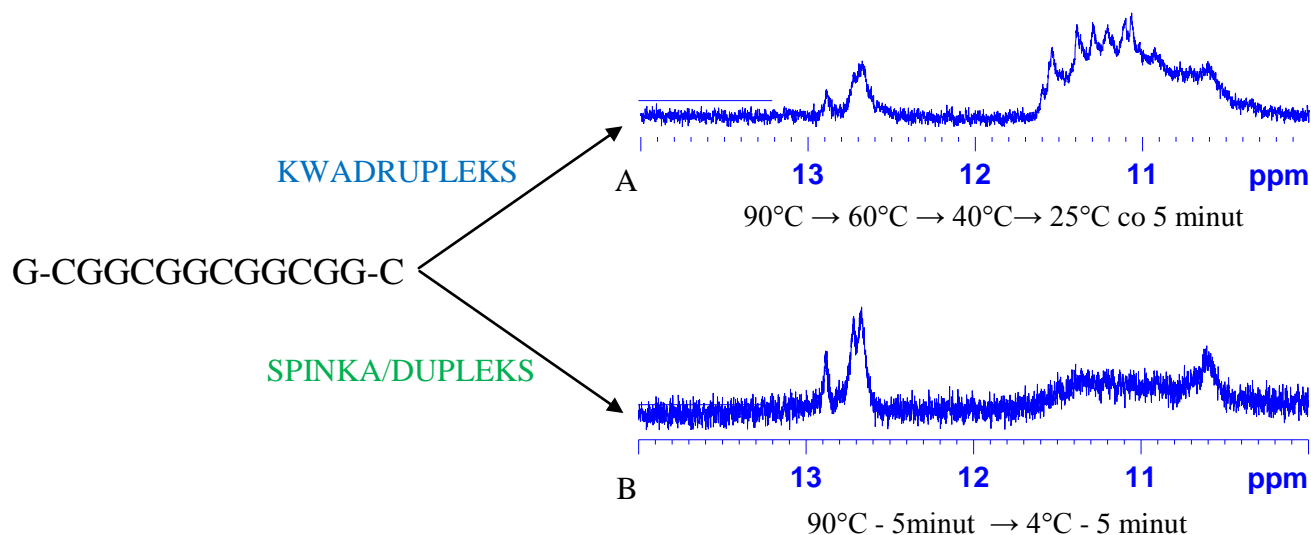 KWADRUPLEKS
A
13 12 11 ppm
90°C → 60°C → 40°C→ 25°C co 5 minut
G-CGGCGGCGGCGG-C
SPINKA/DUPLEKS
B
13 12 11 ppm
90°C - 5minut → 4°C - 5 minut